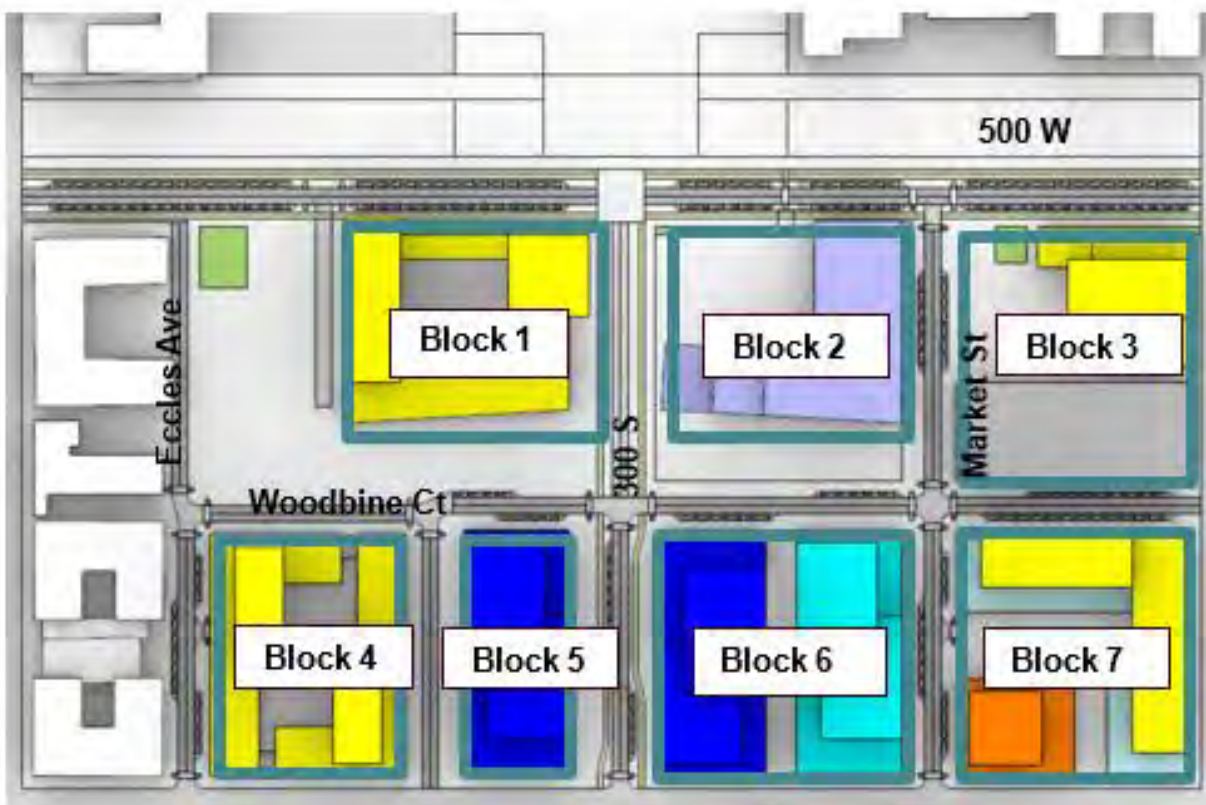 500 W
Block 1
Block 2
Block 3
Eccles Ave
300 S
Market St
Woodbine Ct
Block 4
Block 5
Block 6
Block 7